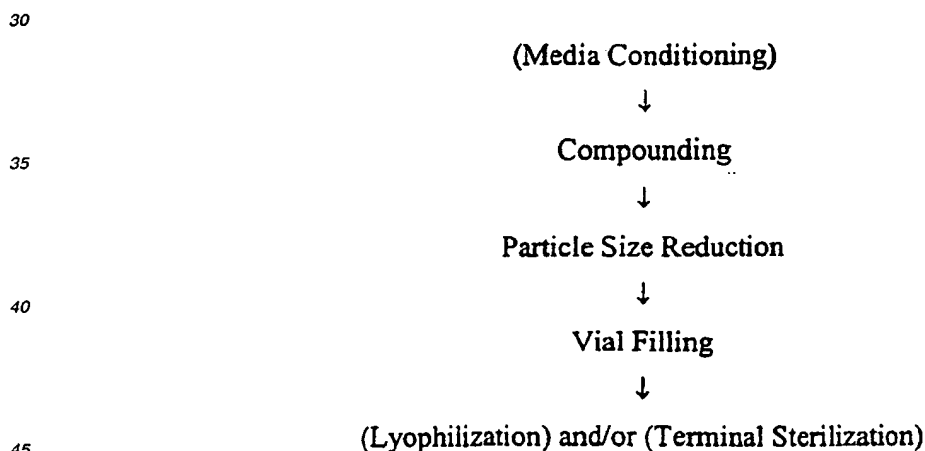 30
(Media Conditioning)
↓
Compounding
35
↓
Particle Size Reduction
↓
40
Vial Filling
↓
(Lyophilization) and/or (Terminal Sterilization)
45